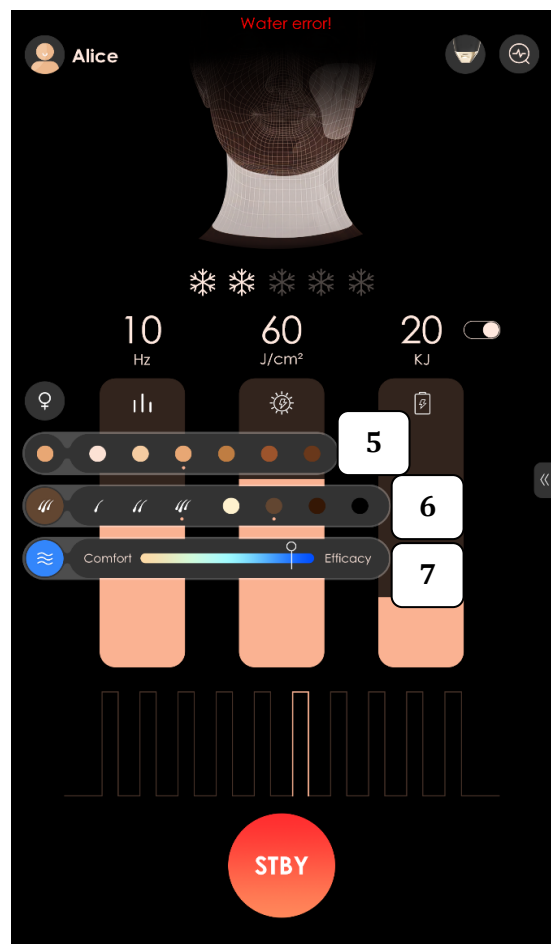 Water error!
Alice
10 60 20
Hz J/cm² KJ
5
6
Comfort Efficacy 7
STBY